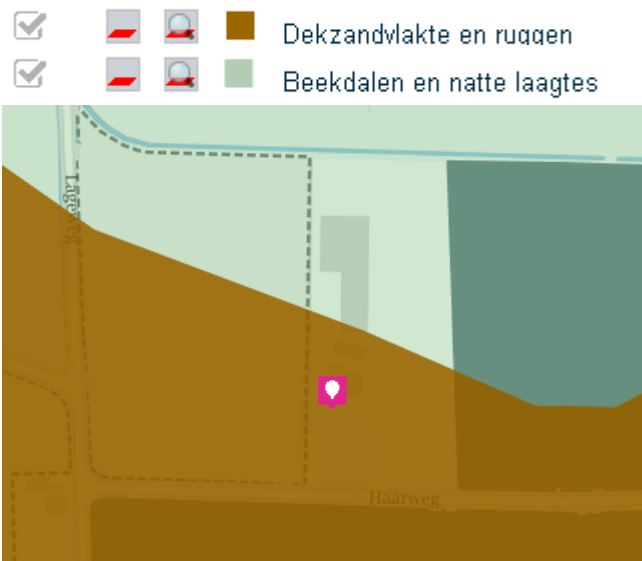 Dekzandvlakte en ruggen
Beekdalen en natte laagtes
Lageweg
Haarweg